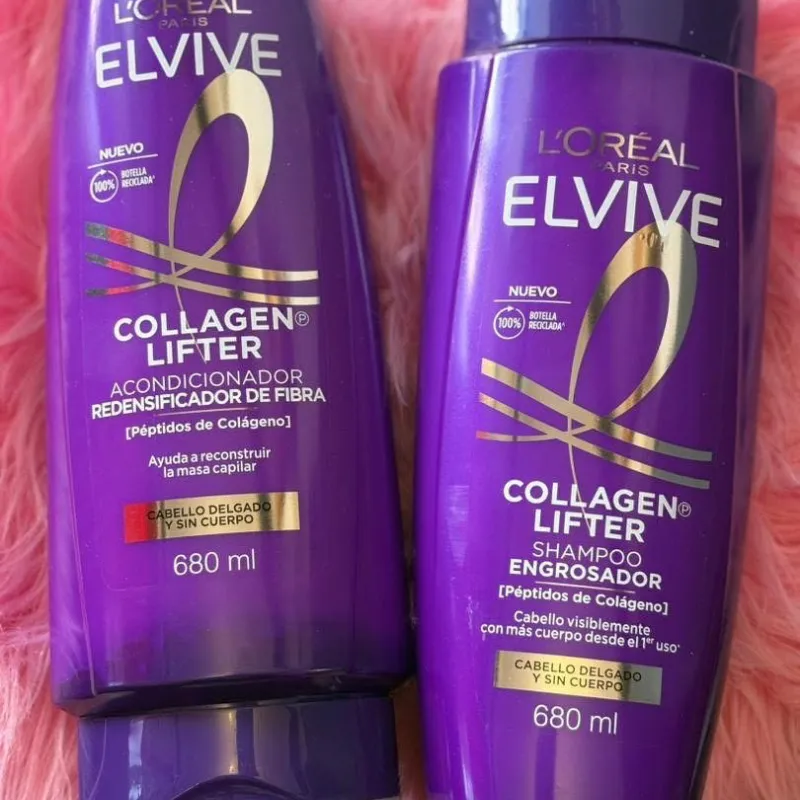 L'ORÉAL
PARIS
ELVIVE
NUEVO
100%
BOTELLA
RECICLADA^
COLLAGEN Ⓟ
LIFTER
ACONDICIONADOR
REDENSIFICADOR DE FIBRA
[Péptidos de Colágeno]
Ayuda a reconstruir
la masa capilar
CABELLO DELGADO
Y SIN CUERPO
680 ml
L'ORÉAL
PARIS
ELVIVE
NUEVO
100%
BOTELLA
RECICLADA^
COLLAGEN Ⓟ
LIFTER
SHAMPOO
ENGROSADOR
[Péptidos de Colágeno]
Cabello visiblemente
con más cuerpo desde el 1er uso*
CABELLO DELGADO
Y SIN CUERPO
680 ml